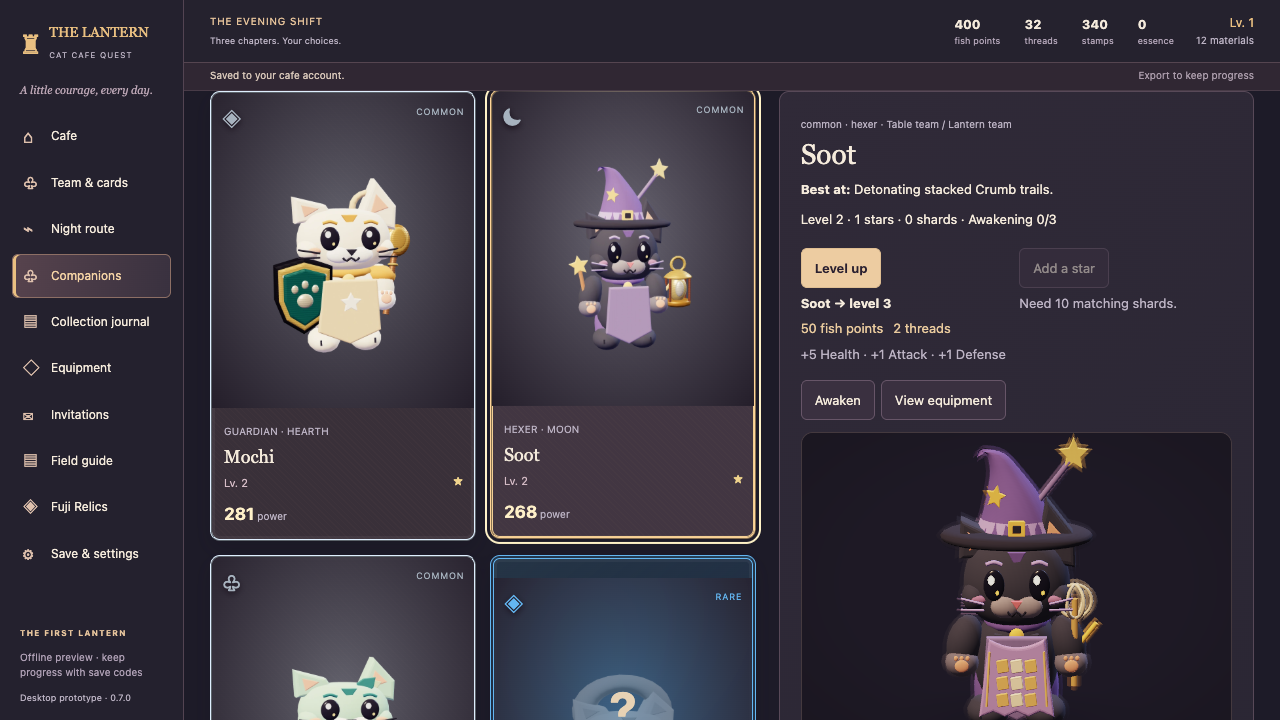 THE LANTERN
CAT CAFE QUEST
A little courage, every day.
Cafe
Team & cards
Night route
Companions
Collection journal
Equipment
Invitations
Field guide
Fuji Relics
Save & settings
THE FIRST LANTERN
Offline preview · keep
progress with save codes
Desktop prototype · 0.7.0
THE EVENING SHIFT
Three chapters. Your choices.
400
fish points
32
threads
340
stamps
0
essence
Lv. 1
12 materials
Saved to your cafe account.
Export to keep progress
COMMON
GUARDIAN · HEARTH
Mochi
Lv. 2
281 power
COMMON
HEXER · MOON
Soot
Lv. 2
268 power
COMMON
RARE
?
common · hexer · Table team / Lantern team
Soot
Best at: Detonating stacked Crumb trails.
Level 2 · 1 stars · 0 shards · Awakening 0/3
Level up
Soot → level 3
50 fish points 2 threads
+5 Health · +1 Attack · +1 Defense
Add a star
Need 10 matching shards.
Awaken
View equipment